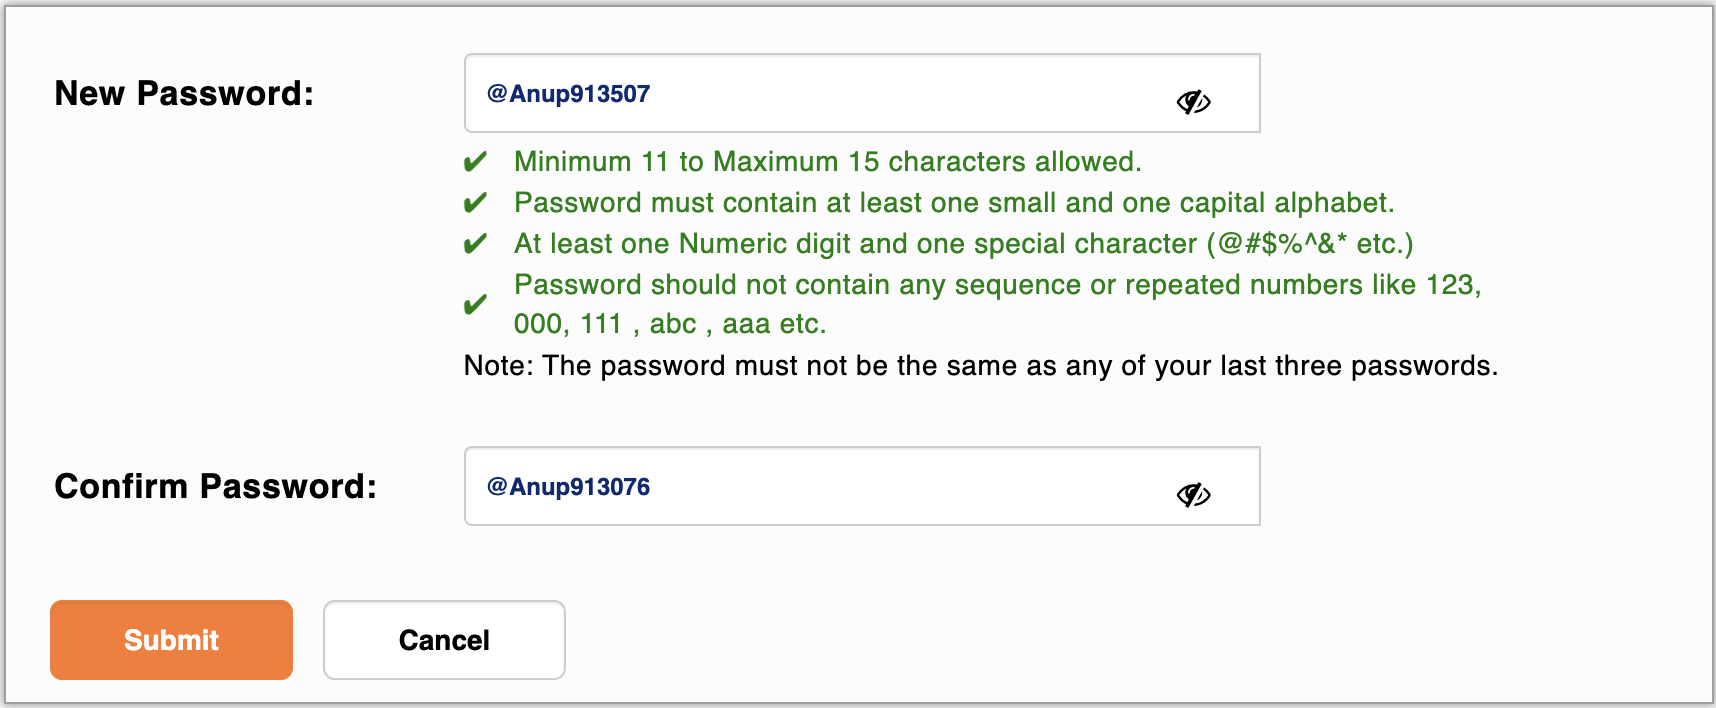 New Password:
@Anup913507
✔ Minimum 11 to Maximum 15 characters allowed.
✔ Password must contain at least one small and one capital alphabet.
✔ At least one Numeric digit and one special character (@#$%^&* etc.)
✔ Password should not contain any sequence or repeated numbers like 123,
000, 111 , abc , aaa etc.
Note: The password must not be the same as any of your last three passwords.
Confirm Password:
@Anup913076
Submit
Cancel